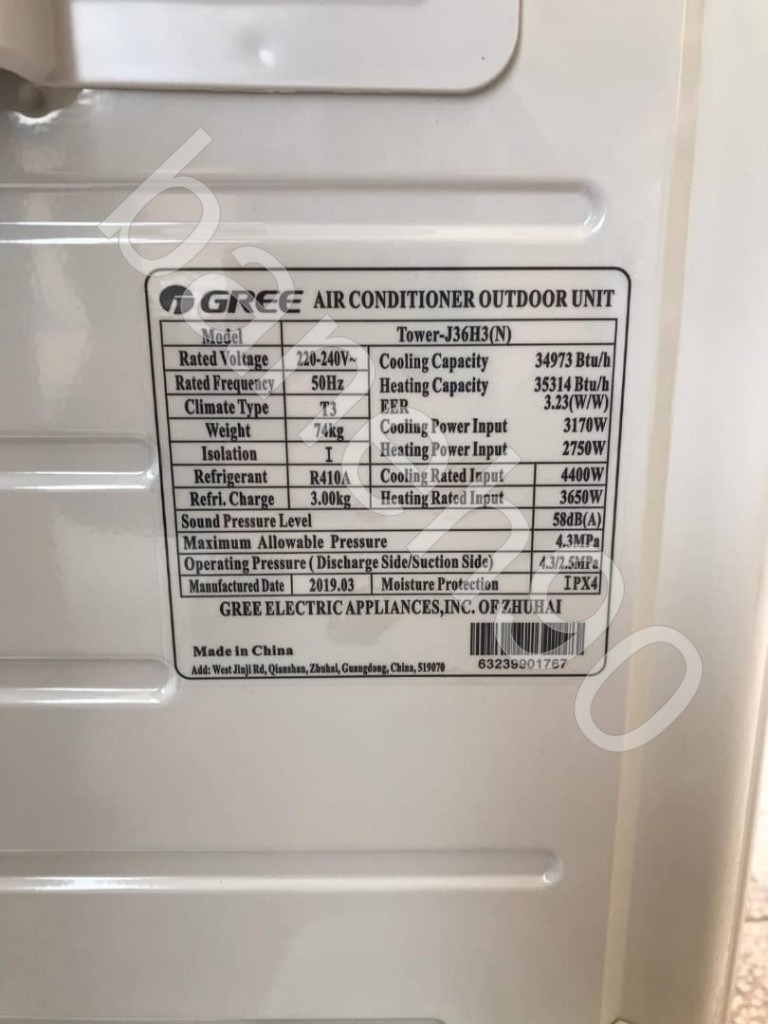 GREE AIR CONDITIONER OUTDOOR UNIT
Model Tower-J36H3(N)
Rated Voltage 220-240V~ Cooling Capacity 34973 Btu/h
Rated Frequency 50Hz Heating Capacity 35314 Btu/h
Climate Type T3 EER 3.23(W/W)
Weight 74kg Cooling Power Input 3170W
Isolation I Heating Power Input 2750W
Refrigerant R410A Cooling Rated Input 4400W
Refri. Charge 3.00kg Heating Rated Input 3650W
Sound Pressure Level 58dB(A)
Maximum Allowable Pressure 4.3MPa
Operating Pressure ( Discharge Side/Suction Side) 4.3/2.5MPa
Manufactured Date 2019.03 Moisture Protection IPX4
GREE ELECTRIC APPLIANCES,INC. OF ZHUHAI
Made in China
63239901767
Add: West Jinji Rd, Qianshan, Zhuhai, Guangdong, China, 519070